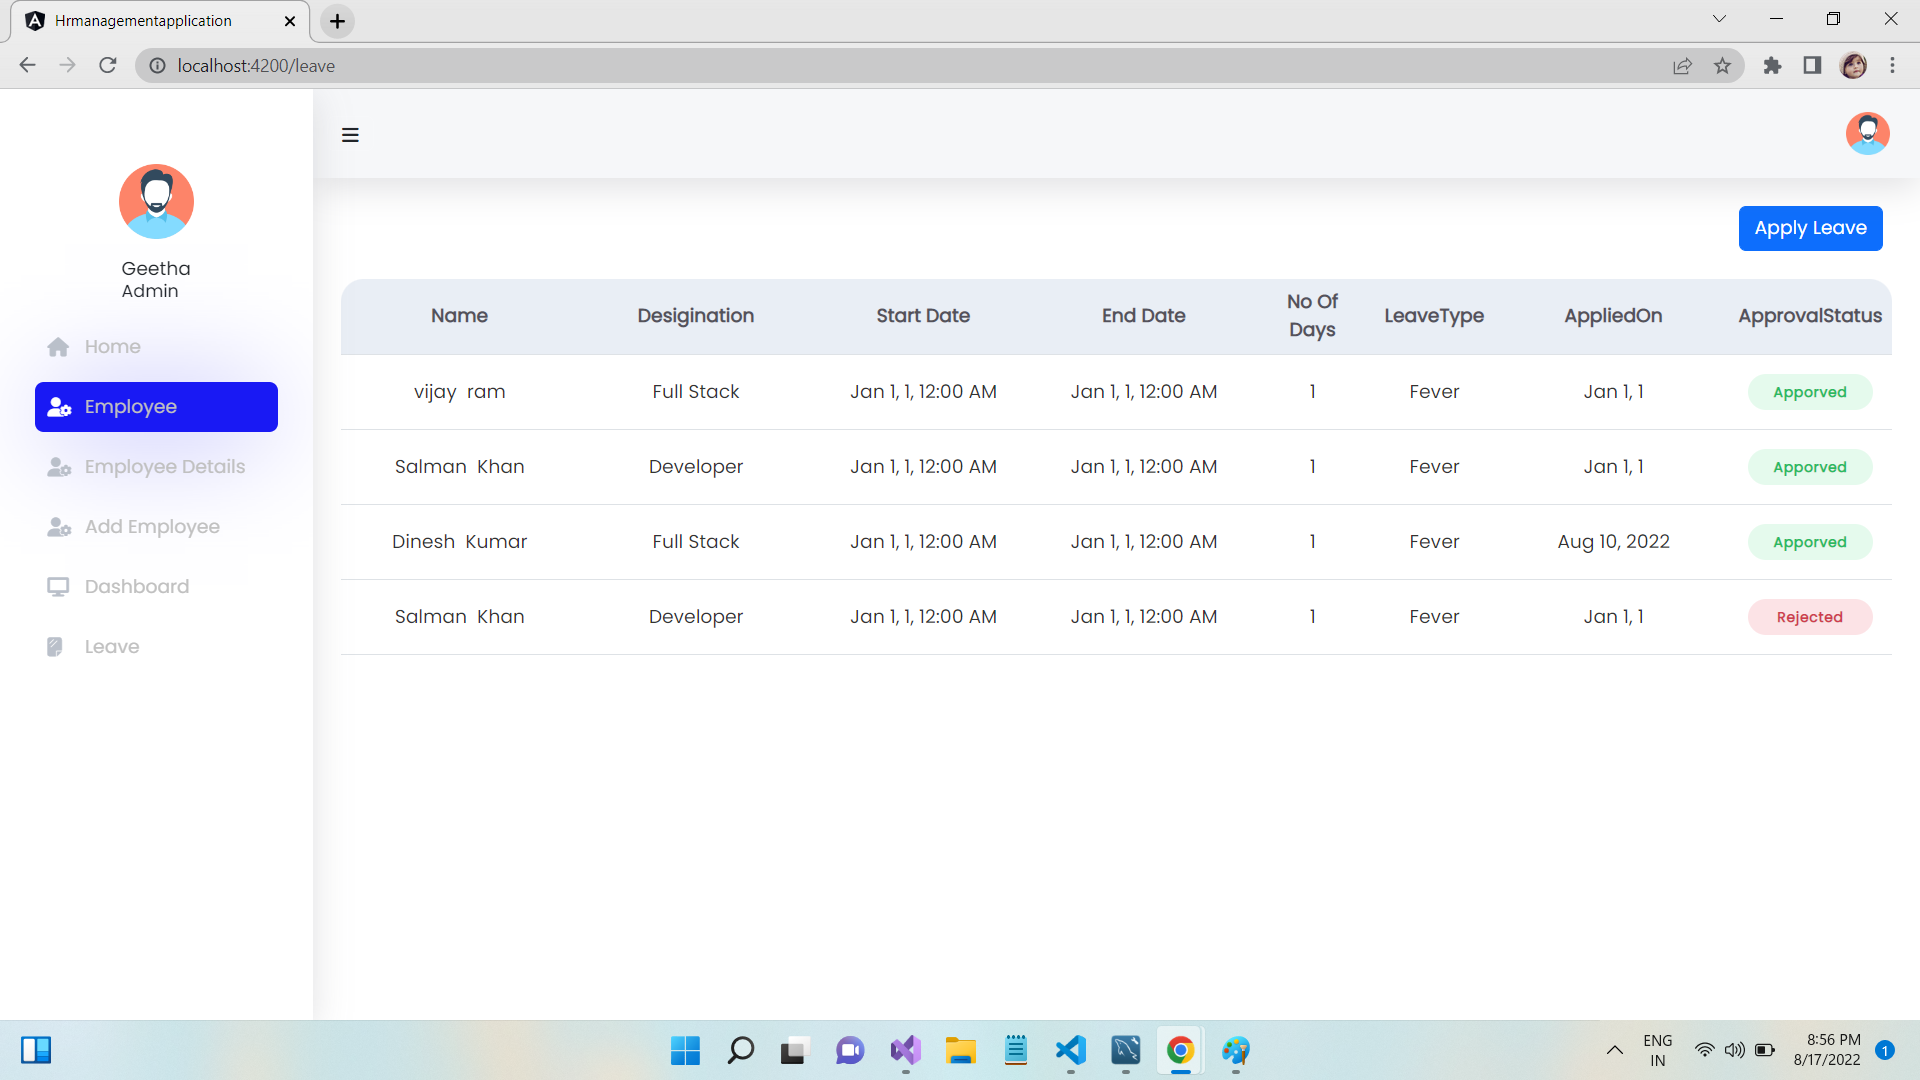 Hrmanagementapplication
localhost:4200/leave
Geetha
Admin
Home
Employee
Employee Details
Add Employee
Dashboard
Leave
Apply Leave
Name Desigination Start Date End Date No Of Days LeaveType AppliedOn ApprovalStatus
vijay ram Full Stack Jan 1, 1, 12:00 AM Jan 1, 1, 12:00 AM 1 Fever Jan 1, 1 Apporved
Salman Khan Developer Jan 1, 1, 12:00 AM Jan 1, 1, 12:00 AM 1 Fever Jan 1, 1 Apporved
Dinesh Kumar Full Stack Jan 1, 1, 12:00 AM Jan 1, 1, 12:00 AM 1 Fever Aug 10, 2022 Apporved
Salman Khan Developer Jan 1, 1, 12:00 AM Jan 1, 1, 12:00 AM 1 Fever Jan 1, 1 Rejected
ENG
IN
8:56 PM
8/17/2022
1